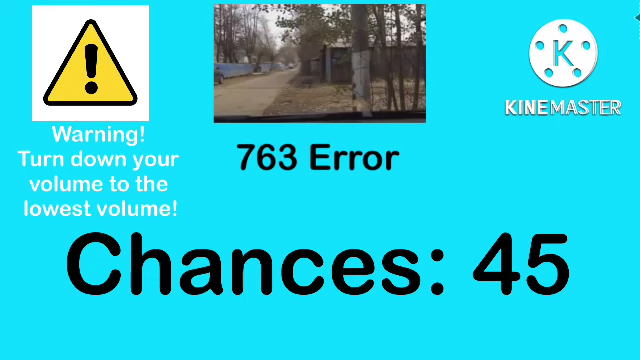 Warning!
Turn down your
volume to the
lowest volume!
763 Error
KINEMASTER
Chances: 45